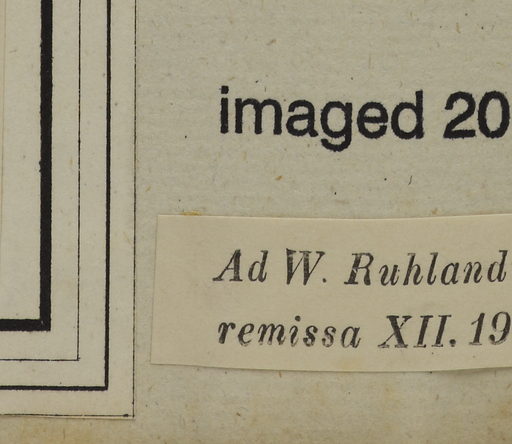 imaged 20
Ad W. Ruhland
remissa XII. 19